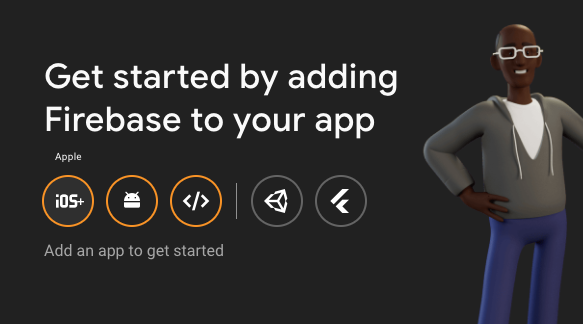 Get started by adding
Firebase to your app
Apple
iOS+
Add an app to get started